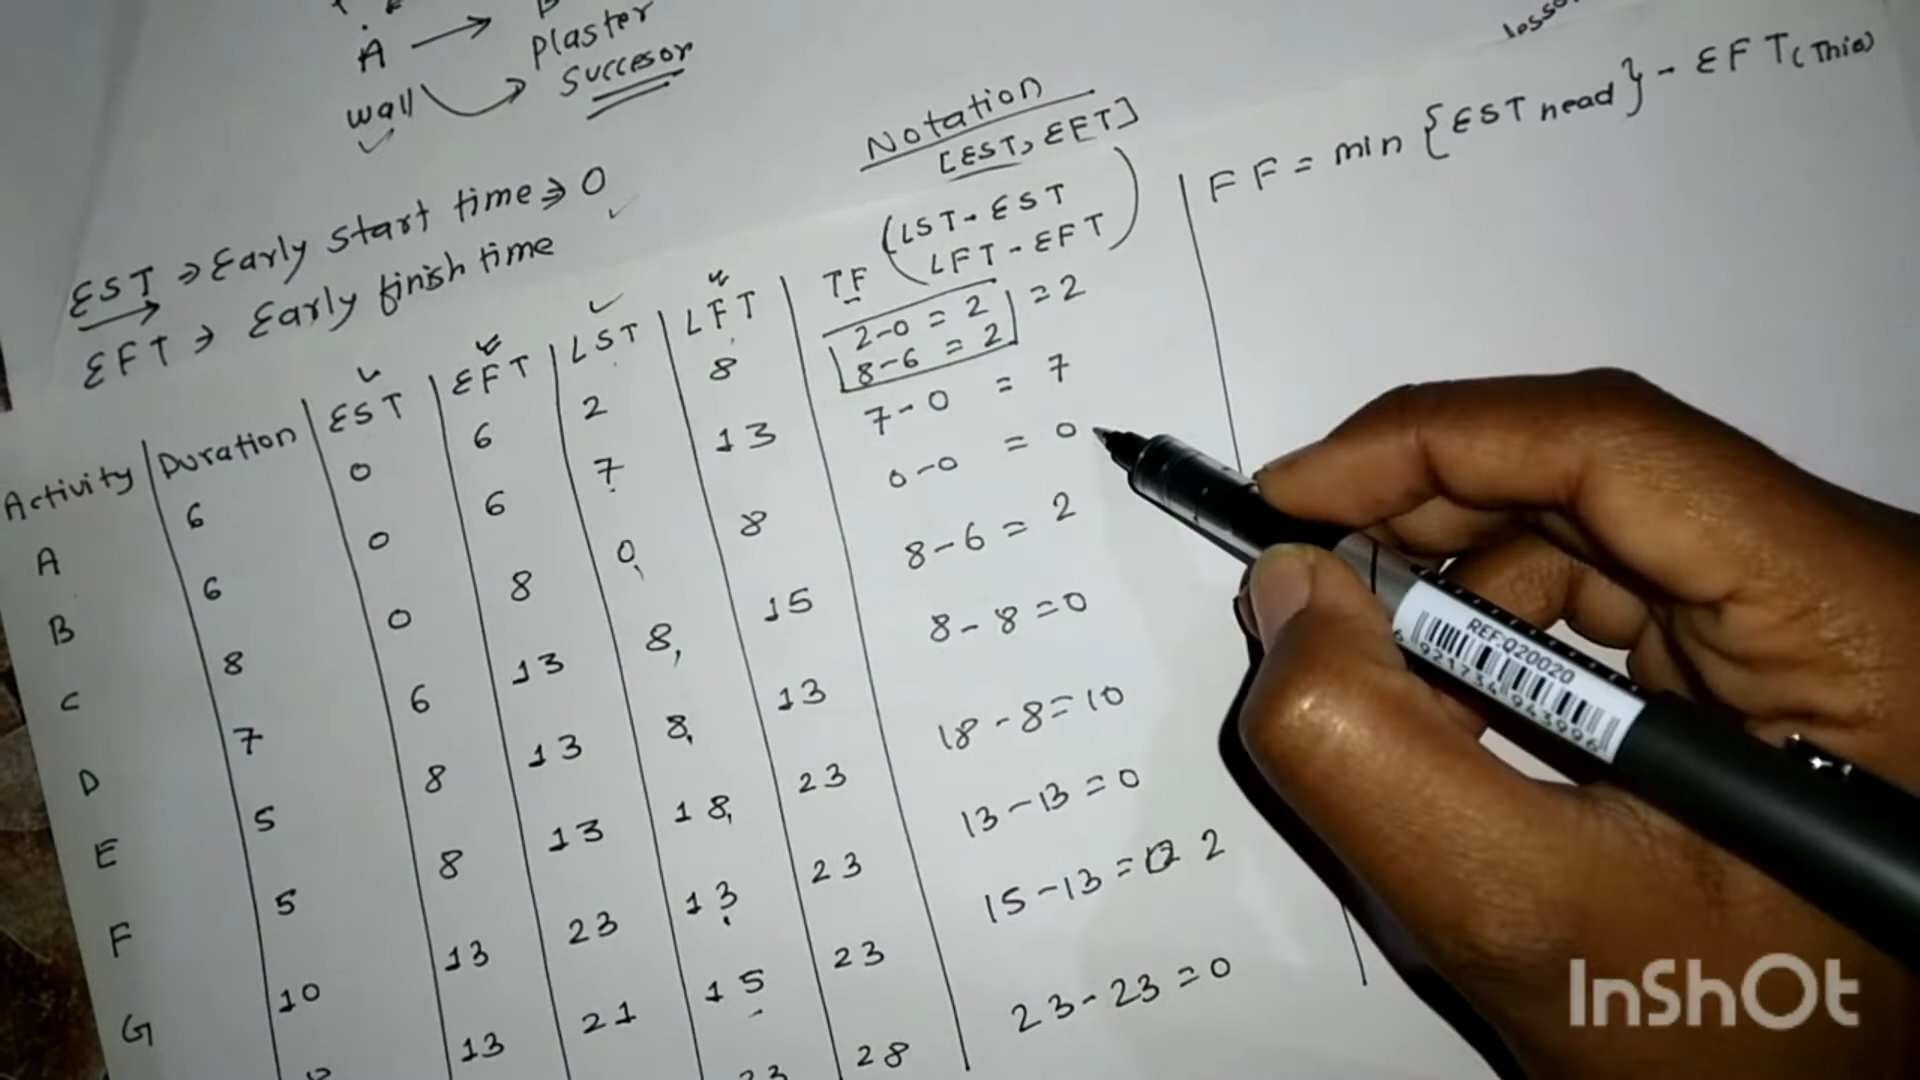 A →
Plaster
wall
Succesor
Notation
[EST, EFT]
EST ⇒ Early start time ⇒ 0
EFT ⇒ Early finish time
FF = min {EST head} - EFT (This)
Activity | Duration | EST | EFT | LST | LFT | TF (LST - EST
LFT - EFT)
A 6 0 6 2 8 2-0 = 2
8-6 = 2 = 2
B 6 0 6 7 13 7-0 = 7
C 8 0 8 0 8 0-0 = 0
D 7 6 13 8 15 8-6 = 2
E 5 8 13 8 13 8-8=0
F 5 8 13 18 23 18-8=10
G 10 13 23 13 23 13-13=0
13 21 15 23 15-13= 2
28 23-23=0
REF:Q20020
6921734943996
InShOt